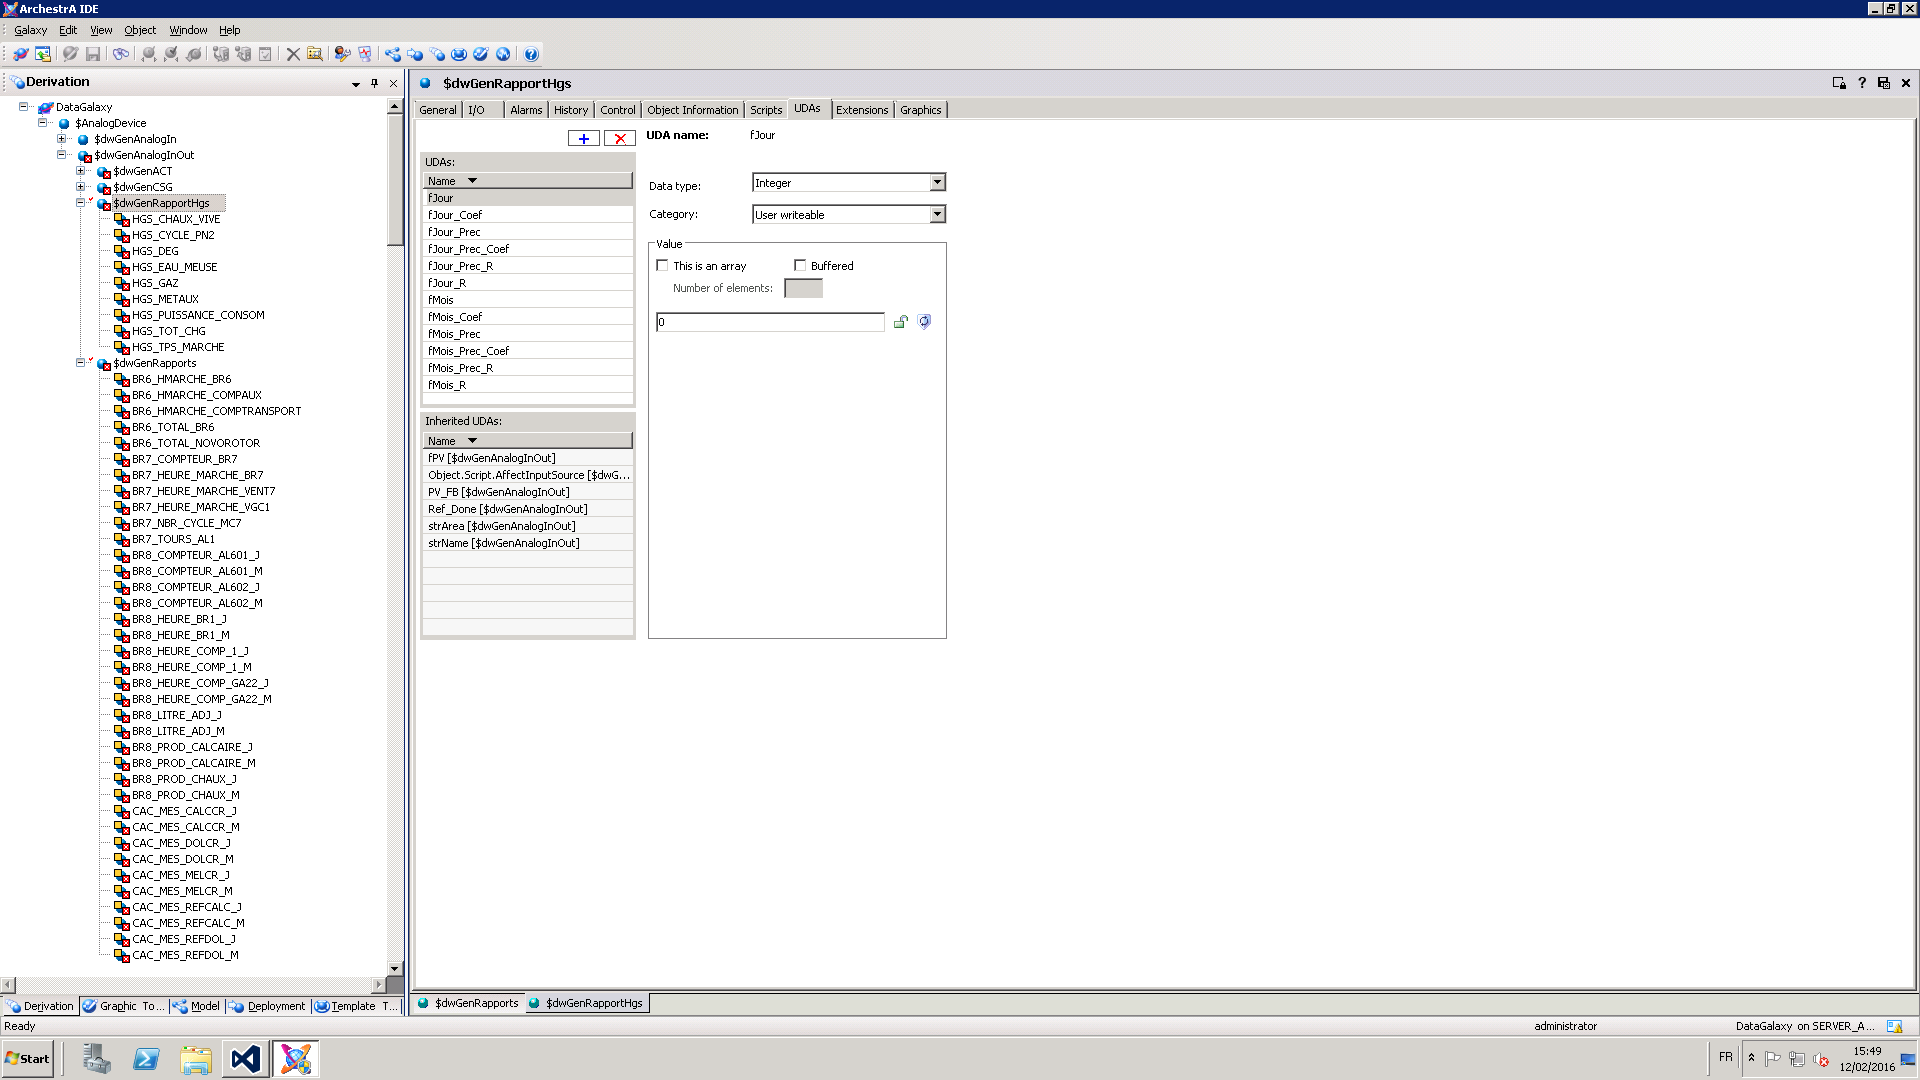 ArchestrA IDE
Galaxy Edit View Object Window Help
Derivation
DataGalaxy
$AnalogDevice
$dwGenAnalogIn
$dwGenAnalogInOut
$dwGenACT
$dwGenCSG
$dwGenRapportHgs
HGS_CHAUX_VIVE
HGS_CYCLE_PN2
HGS_DEG
HGS_EAU_MEUSE
HGS_GAZ
HGS_METAUX
HGS_PUISSANCE_CONSOM
HGS_TOT_CHG
HGS_TPS_MARCHE
$dwGenRapports
BR6_HMARCHE_BR6
BR6_HMARCHE_COMPAUX
BR6_HMARCHE_COMPTRANSPORT
BR6_TOTAL_BR6
BR6_TOTAL_NOVOROTOR
BR7_COMPTEUR_BR7
BR7_HEURE_MARCHE_BR7
BR7_HEURE_MARCHE_VENT7
BR7_HEURE_MARCHE_VGC1
BR7_NBR_CYCLE_MC7
BR7_TOURS_AL1
BR8_COMPTEUR_AL601_J
BR8_COMPTEUR_AL601_M
BR8_COMPTEUR_AL602_J
BR8_COMPTEUR_AL602_M
BR8_HEURE_BR1_J
BR8_HEURE_BR1_M
BR8_HEURE_COMP_1_J
BR8_HEURE_COMP_1_M
BR8_HEURE_COMP_GA22_J
BR8_HEURE_COMP_GA22_M
BR8_LITRE_ADJ_J
BR8_LITRE_ADJ_M
BR8_PROD_CALCAIRE_J
BR8_PROD_CALCAIRE_M
BR8_PROD_CHAUX_J
BR8_PROD_CHAUX_M
CAC_MES_CALCCR_J
CAC_MES_CALCCR_M
CAC_MES_DOLCR_J
CAC_MES_DOLCR_M
CAC_MES_MELCR_J
CAC_MES_MELCR_M
CAC_MES_REFCALC_J
CAC_MES_REFCALC_M
CAC_MES_REFDOL_J
CAC_MES_REFDOL_M
Derivation Graphic To... Model Deployment Template T...
$dwGenRapportHgs
General I/O Alarms History Control Object Information Scripts UDAs Extensions Graphics
UDAs:
Name
fJour
fJour_Coef
fJour_Prec
fJour_Prec_Coef
fJour_Prec_R
fJour_R
fMois
fMois_Coef
fMois_Prec
fMois_Prec_Coef
fMois_Prec_R
fMois_R
Inherited UDAs:
Name
fPV [$dwGenAnalogInOut]
Object.Script.AffectInputSource [$dwG...
PV_FB [$dwGenAnalogInOut]
Ref_Done [$dwGenAnalogInOut]
strArea [$dwGenAnalogInOut]
strName [$dwGenAnalogInOut]
UDA name: fJour
Data type: Integer
Category: User writeable
Value
This is an array Buffered
Number of elements:
0
$dwGenRapports $dwGenRapportHgs
Ready administrator DataGalaxy on SERVER_A...
Start FR 15:49
12/02/2016